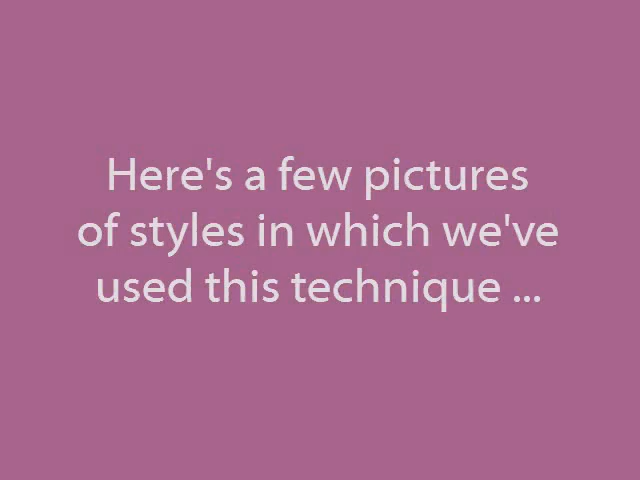 Here's a few pictures
of styles in which we've
used this technique ...